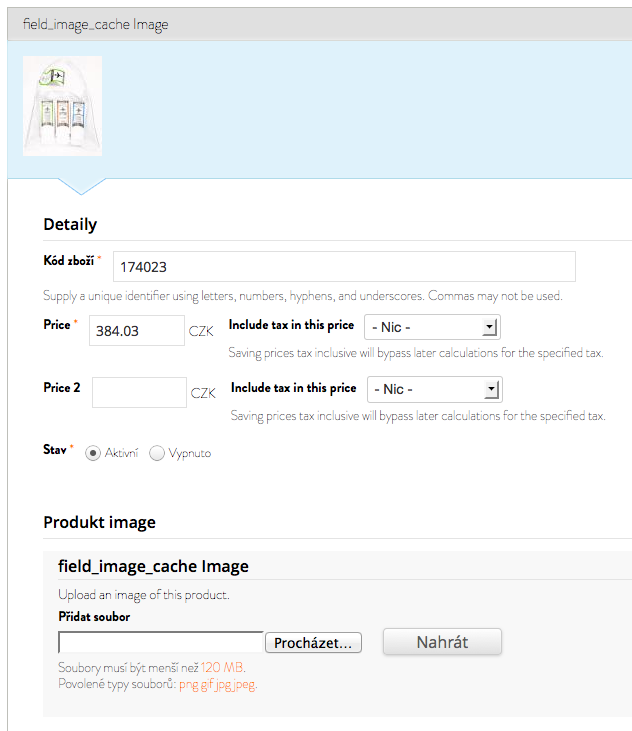 field_image_cache Image
Detaily
Kód zboží *
174023
Supply a unique identifier using letters, numbers, hyphens, and underscores. Commas may not be used.
Price * 384.03 CZK Include tax in this price - Nic -
Saving prices tax inclusive will bypass later calculations for the specified tax.
Price 2 CZK Include tax in this price - Nic -
Saving prices tax inclusive will bypass later calculations for the specified tax.
Stav * Aktivní Vypnuto
Produkt image
field_image_cache Image
Upload an image of this product.
Přidat soubor
Procházet... Nahrát
Soubory musí být menší než 120 MB.
Povolené typy souborů: png gif jpg jpeg.